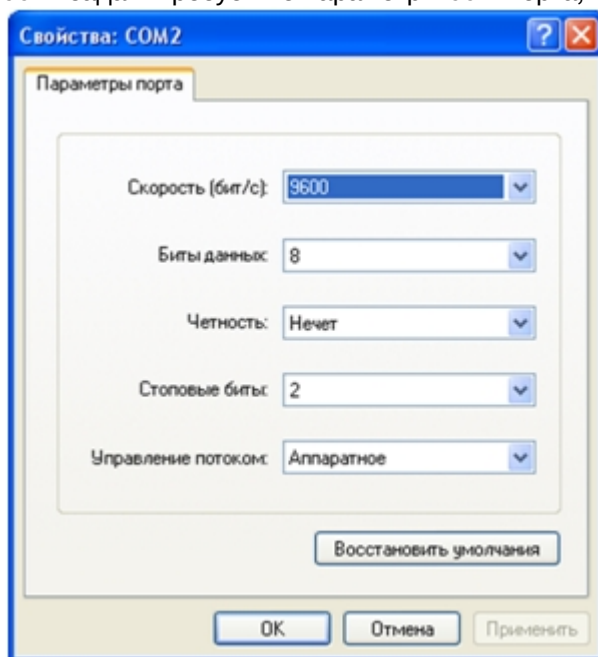 Свойства: COM2
Параметры порта
Скорость (бит/с): 9600
Биты данных: 8
Четность: Нечет
Стоповые биты: 2
Управление потоком: Аппаратное
Восстановить умолчания
OK Отмена Применить